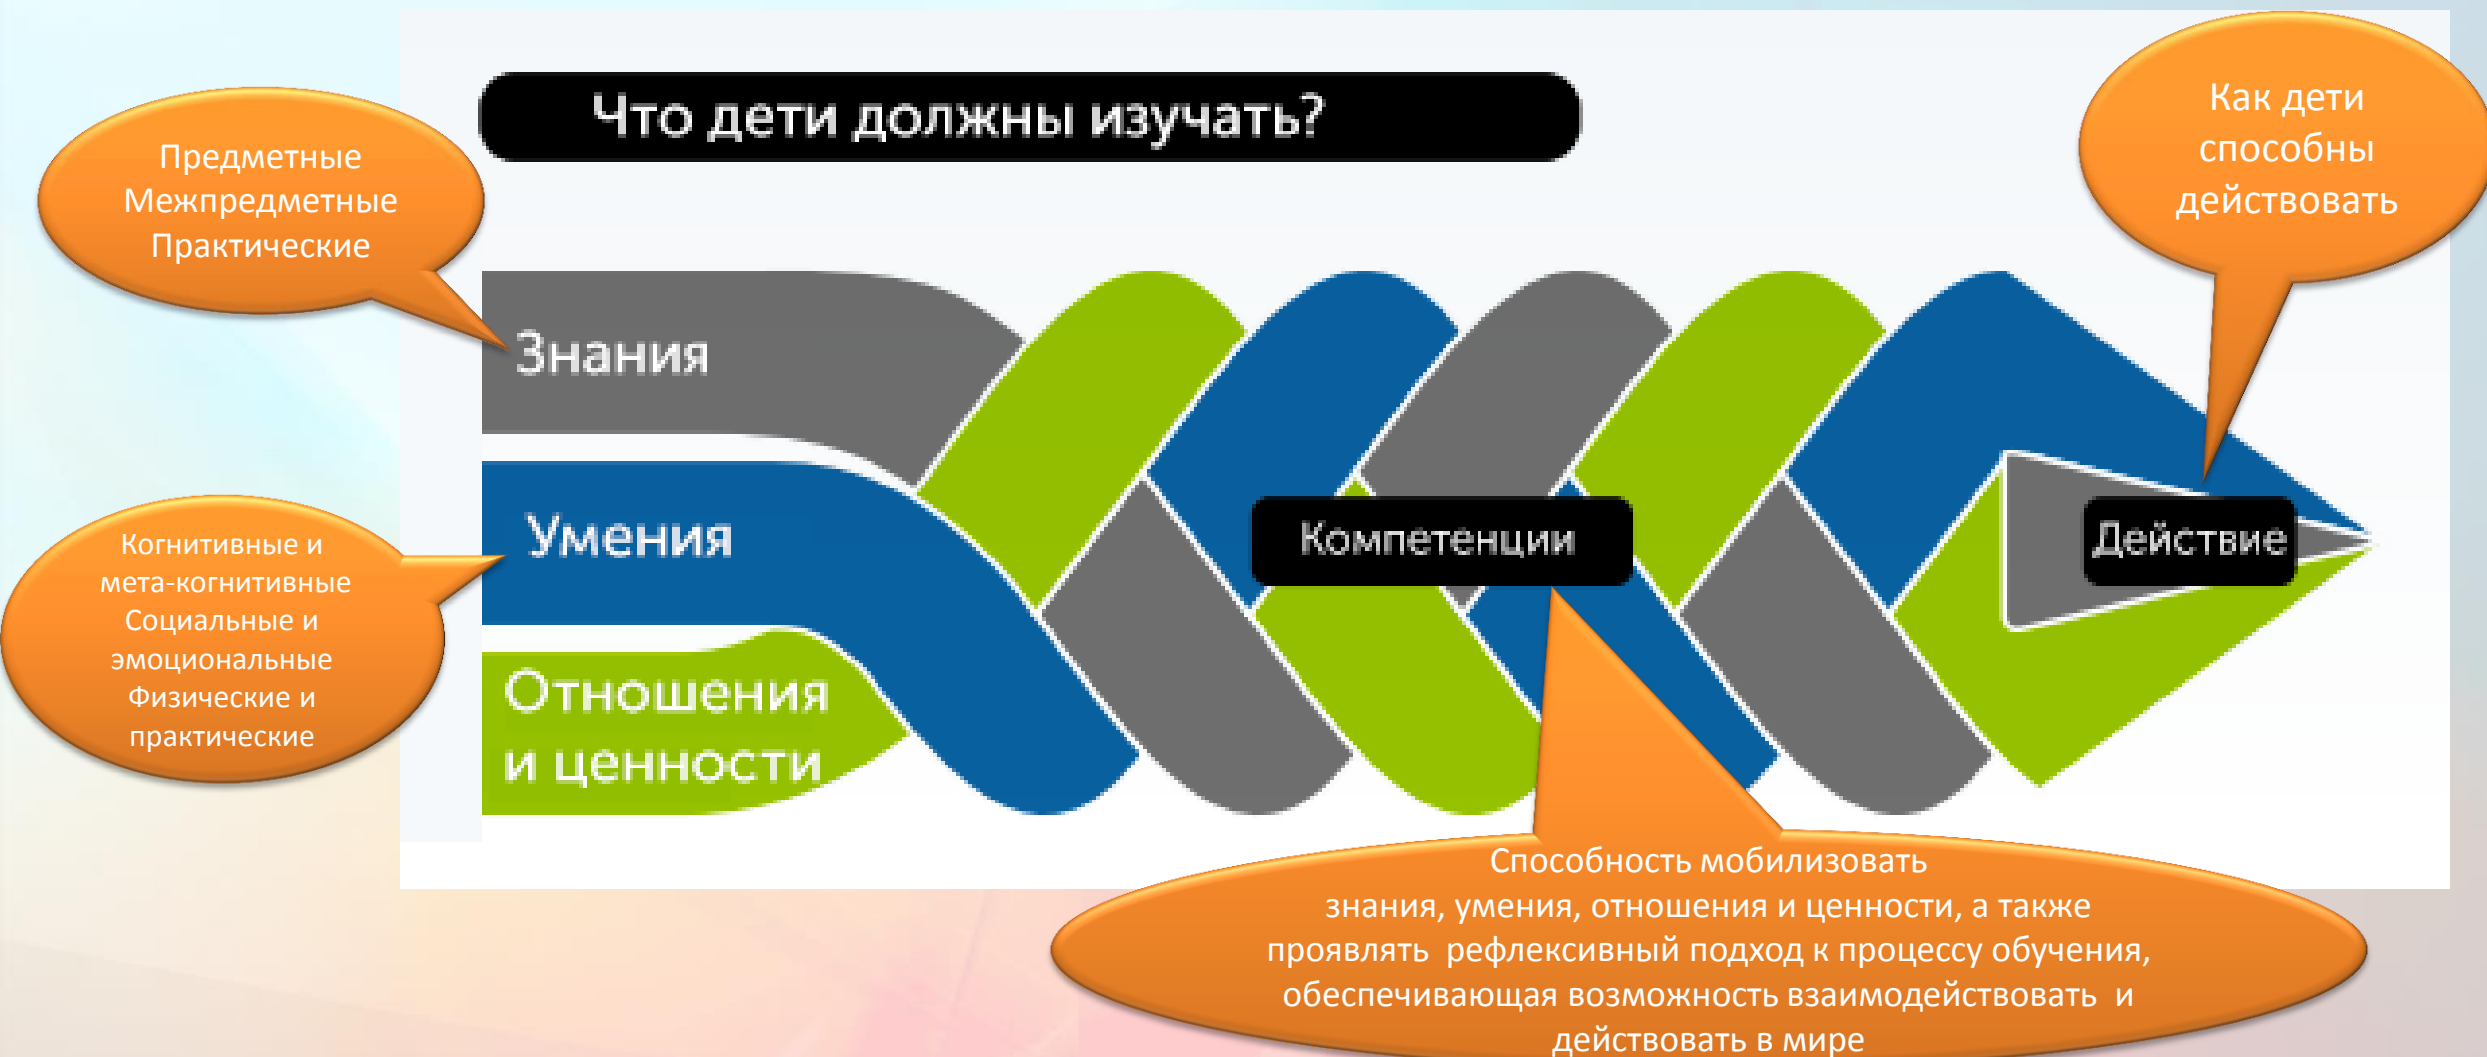 Что дети должны изучать?
Как дети
способны
действовать
Предметные
Межпредметные
Практические
Знания
Умения
Компетенции
Действие
Когнитивные и
мета-когнитивные
Социальные и
эмоциональные
Физические и
практические
Отношения
и ценности
Способность мобилизовать
знания, умения, отношения и ценности, а также
проявлять рефлексивный подход к процессу обучения,
обеспечивающая возможность взаимодействовать и
действовать в мире